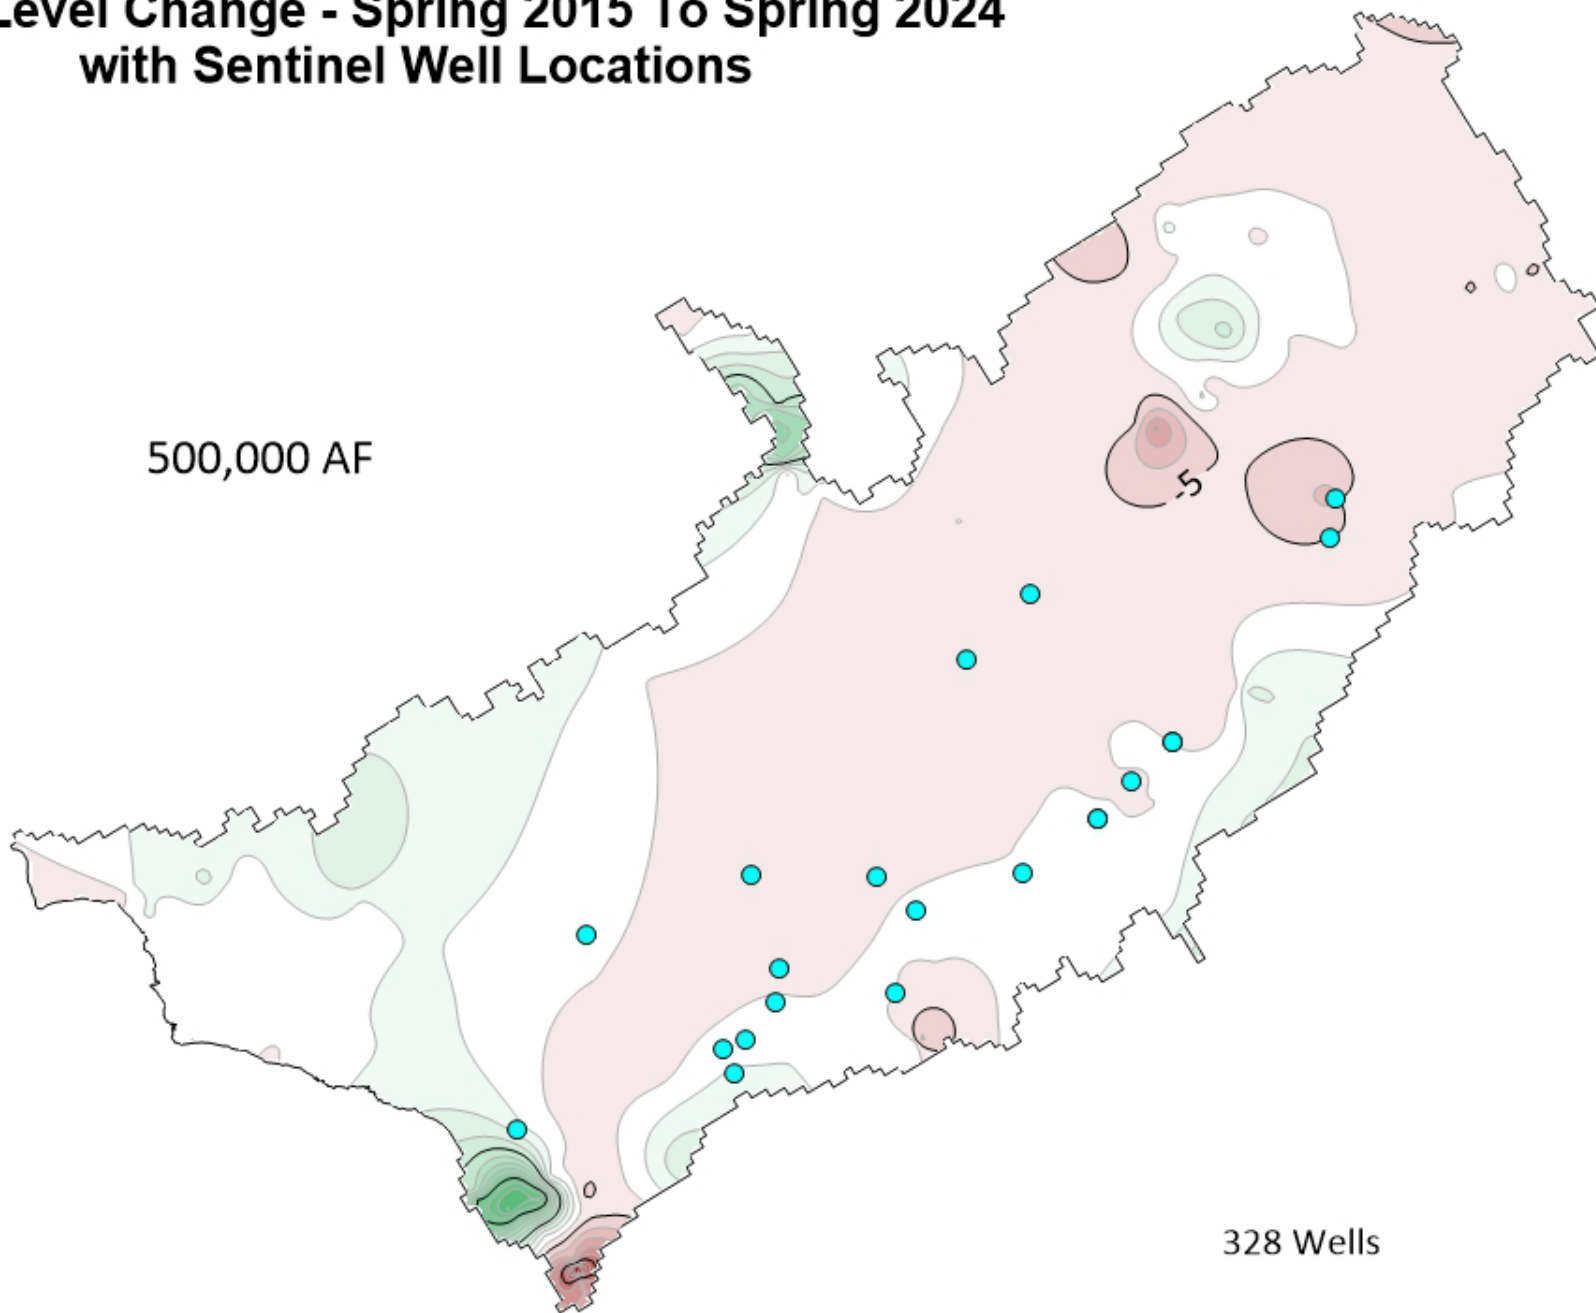 Level Change - Spring 2015 To Spring 2024
with Sentinel Well Locations
500,000 AF
-5
328 Wells